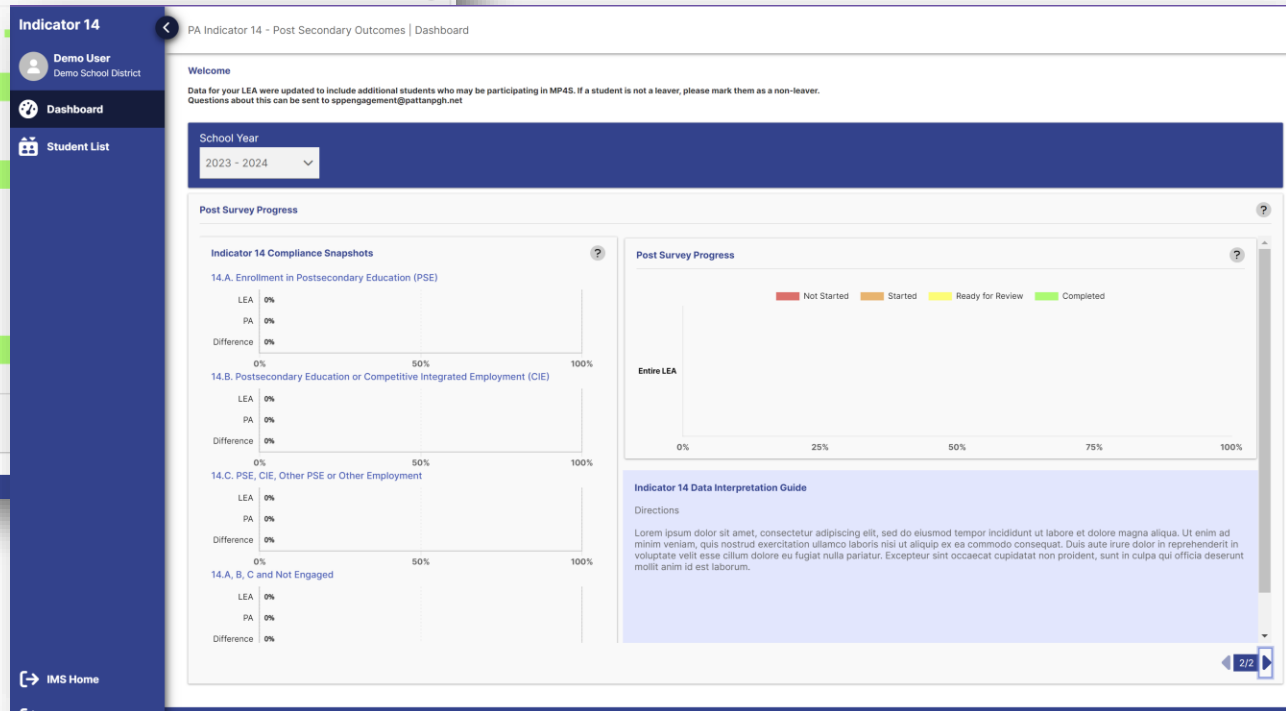 Indicator 14
Demo User
Demo School District
Dashboard
Student List
IMS Home
PA Indicator 14 - Post Secondary Outcomes | Dashboard
Welcome
Data for your LEA were updated to include additional students who may be participating in MP4S. If a student is not a leaver, please mark them as a non-leaver.
Questions about this can be sent to sppengagement@pattanpgh.net
School Year
2023 - 2024
Post Survey Progress
?
Indicator 14 Compliance Snapshots
?
14.A. Enrollment in Postsecondary Education (PSE)
LEA 0%
PA 0%
Difference 0%
0% 50% 100%
14.B. Postsecondary Education or Competitive Integrated Employment (CIE)
LEA 0%
PA 0%
Difference 0%
0% 50% 100%
14.C. PSE, CIE, Other PSE or Other Employment
LEA 0%
PA 0%
Difference 0%
0% 50% 100%
14.A, B, C and Not Engaged
LEA 0%
PA 0%
Difference 0%
Post Survey Progress
?
Not Started Started Ready for Review Completed
Entire LEA
0% 25% 50% 75% 100%
Indicator 14 Data Interpretation Guide
Directions
Lorem ipsum dolor sit amet, consectetur adipiscing elit, sed do eiusmod tempor incididunt ut labore et dolore magna aliqua. Ut enim ad
minim veniam, quis nostrud exercitation ullamco laboris nisi ut aliquip ex ea commodo consequat. Duis aute irure dolor in reprehenderit in
voluptate velit esse cillum dolore eu fugiat nulla pariatur. Excepteur sint occaecat cupidatat non proident, sunt in culpa qui officia deserunt
mollit anim id est laborum.
2/2